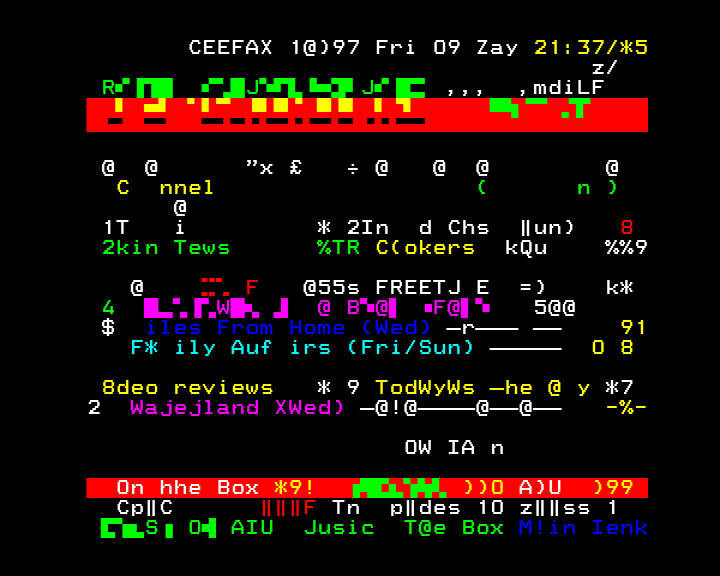 CEEFAX 1@)97 Fri 09 Zay 21:37/*5
z/
R J J , , , , mdiLF
@ @ "x £ ÷ @ @ @ @
C nnel ( n )
@
1T i * 2In d Chs ‖un) 8
2kin Tews %TR C(okers kQu %%9
@ F @55s FREETJ E =) k*
4 W @ B @ F@ 5@@
$ iles From Home (Wed) —r———— —— 91
F* ily Auf irs (Fri/Sun) —————— O 8
8deo reviews * 9 TodWyWs —he @ y *7
2 Wajejland XWed) —@!@————@——@—— -%-
OW IA n
On hhe Box *9! ))O A)U )99
Cp‖C ‖‖‖F Tn p‖des 10 z‖‖ss 1
S O AIU Jusic T@e Box M!in Ienk